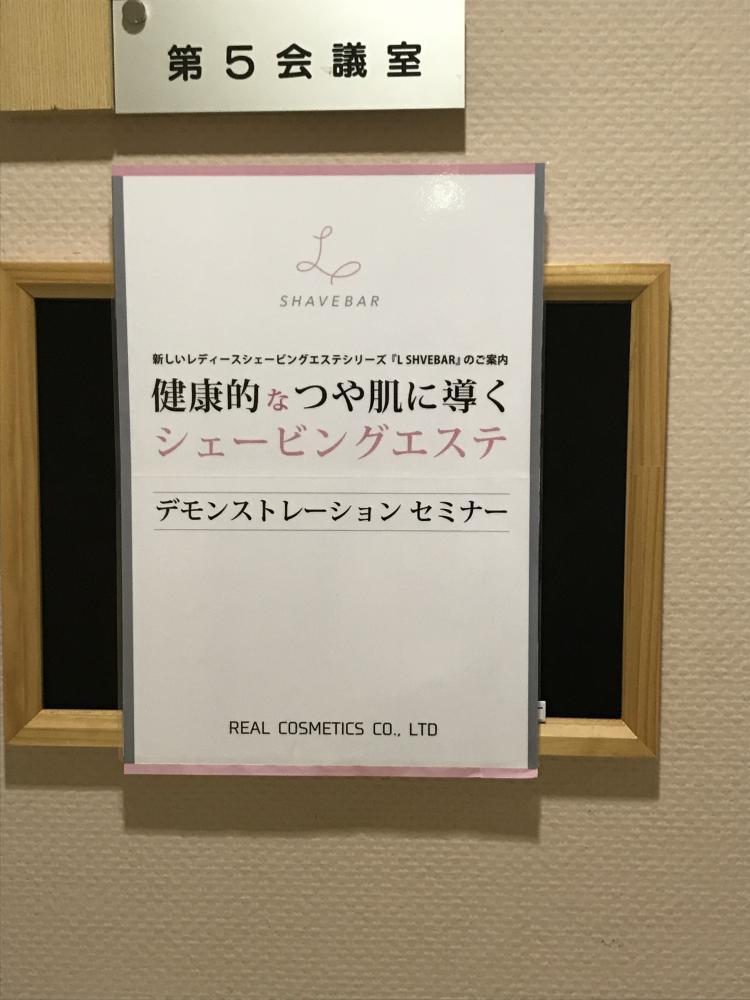 第5会議室
L
SHAVEBAR
新しいレディースシェービングエステシリーズ『L SHVEBAR』のご案内
健康的なつや肌に導く
シェービングエステ
デモンストレーション セミナー
REAL COSMETICS CO., LTD